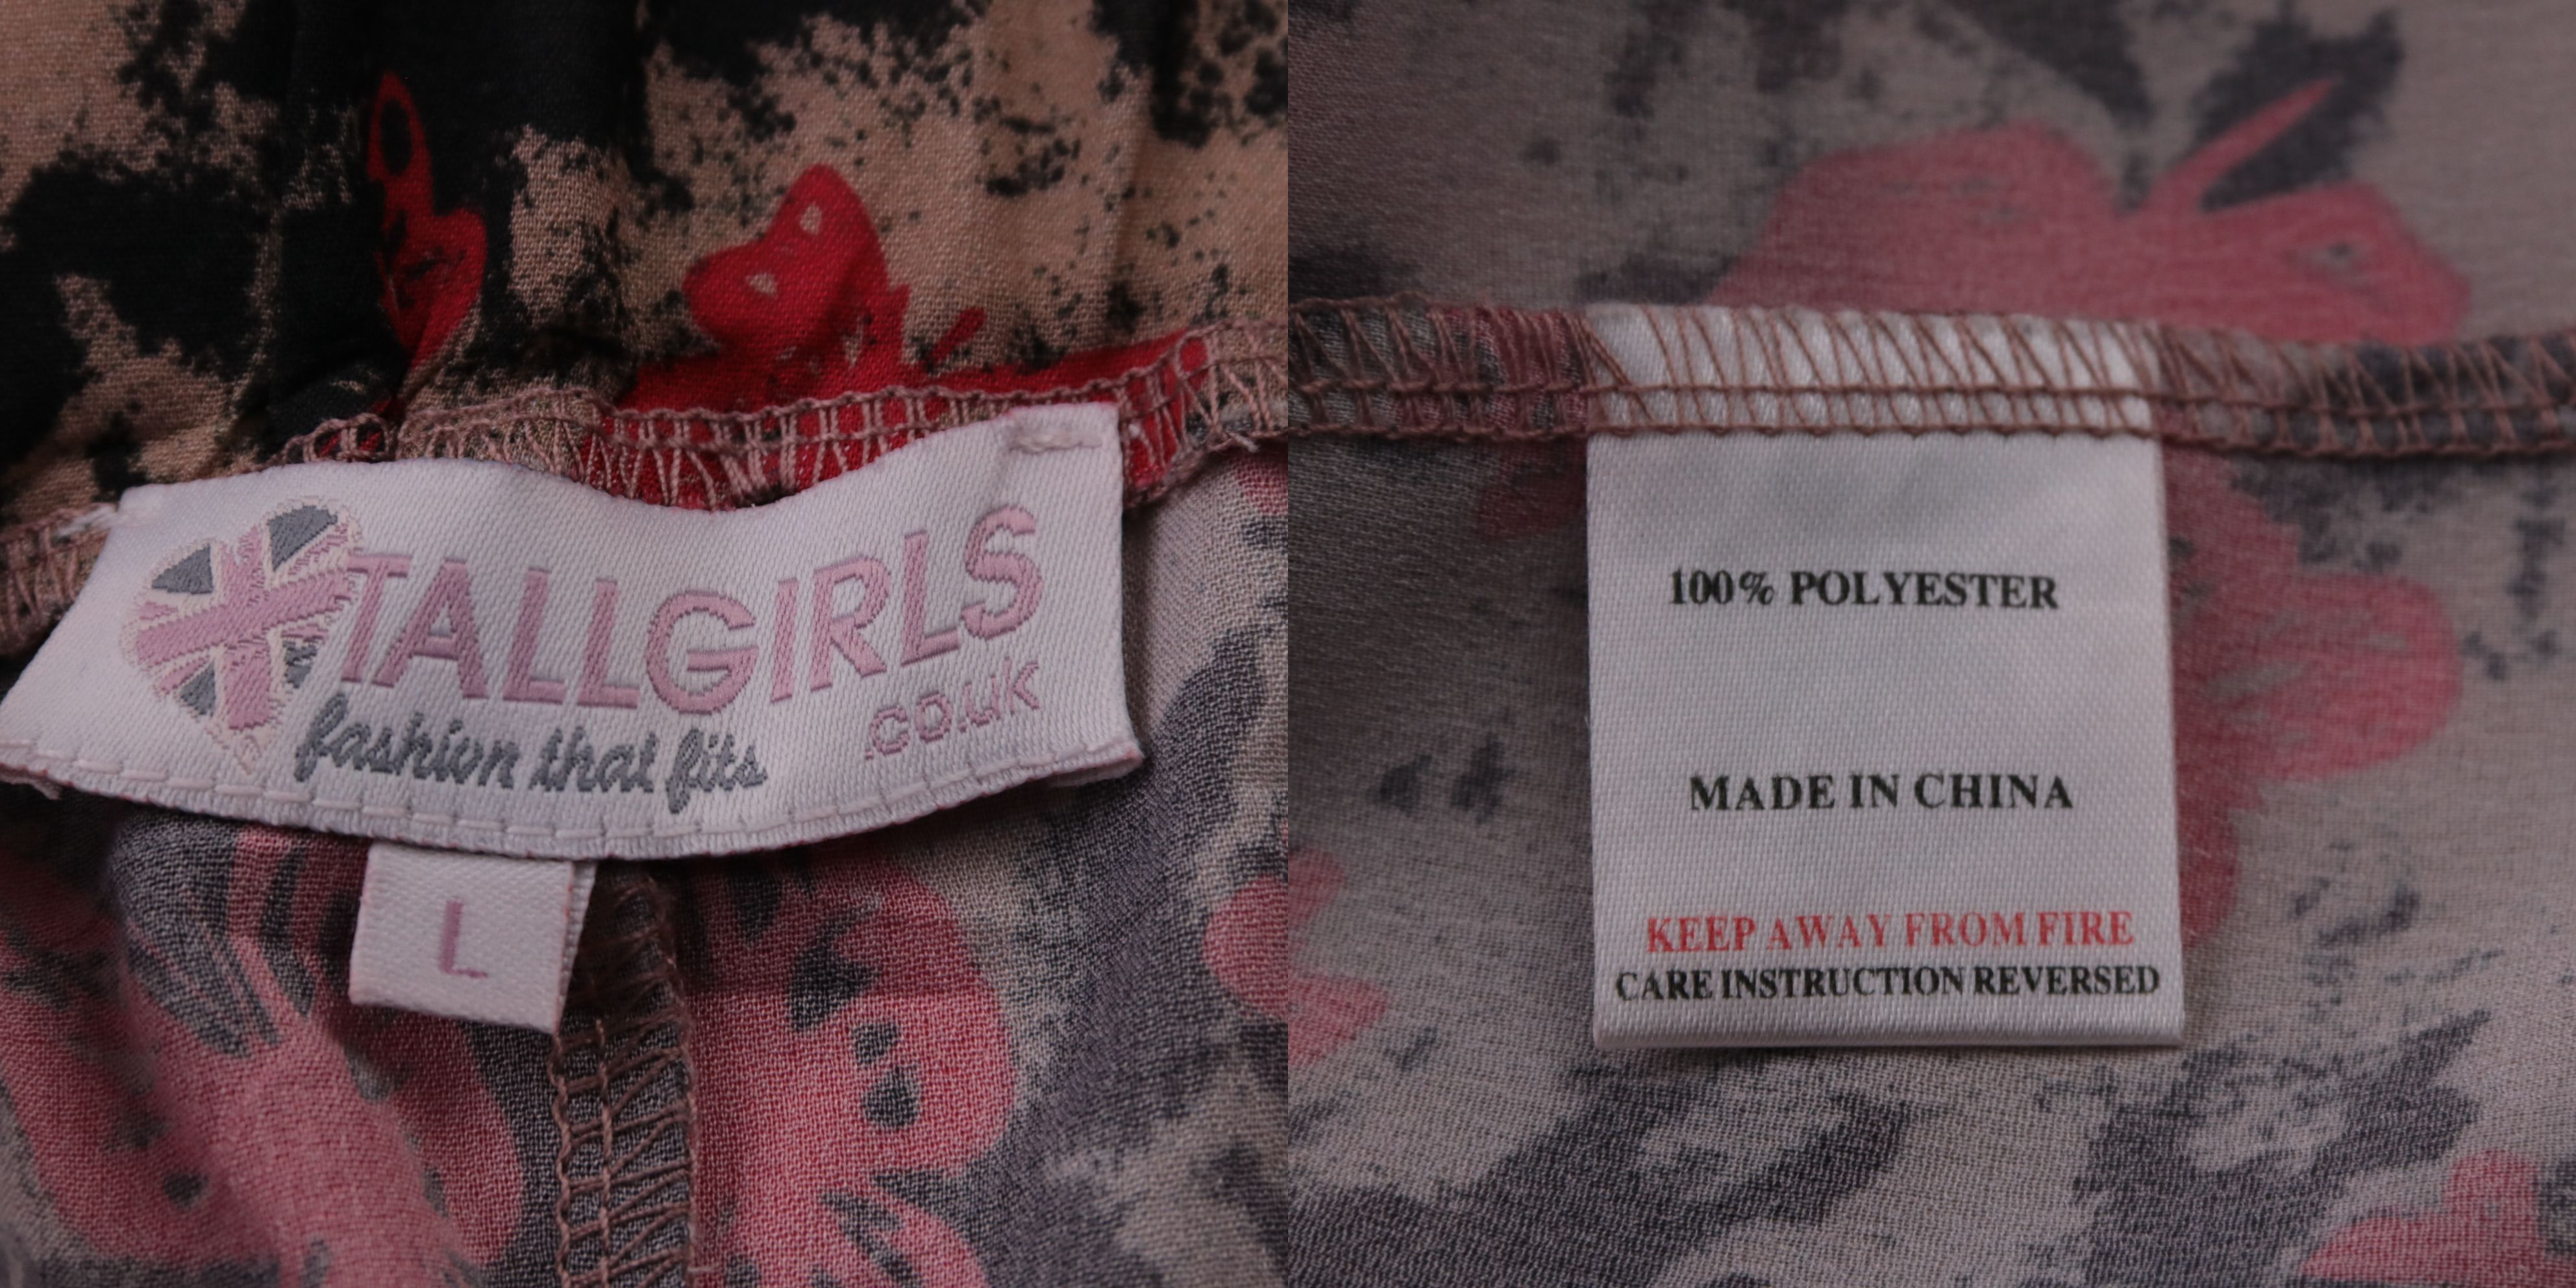 TALLGIRLS
.co.uk
fashion that fits
L
100% POLYESTER
MADE IN CHINA
KEEP AWAY FROM FIRE
CARE INSTRUCTION REVERSED